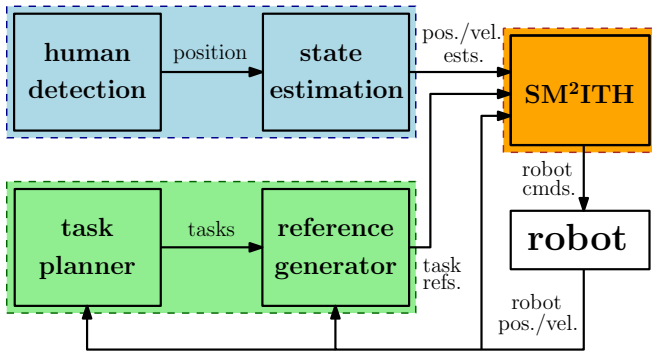 human
detection
position
state
estimation
pos./vel.
ests.
SM²ITH
task
planner
tasks
reference
generator
task
refs.
robot
cmds.
robot
robot
pos./vel.